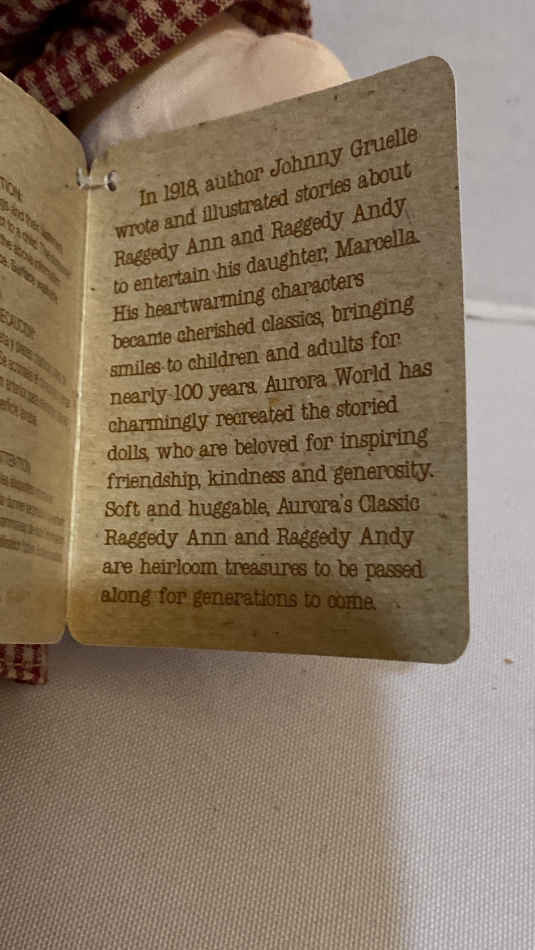 In 1918, author Johnny Gruelle
wrote and illustrated stories about
Raggedy Ann and Raggedy Andy
to entertain his daughter, Marcella.
His heartwarming characters
became cherished classics, bringing
smiles to children and adults for
nearly 100 years. Aurora World has
charmingly recreated the storied
dolls, who are beloved for inspiring
friendship, kindness and generosity.
Soft and huggable, Aurora's Classic
Raggedy Ann and Raggedy Andy
are heirloom treasures to be passed
along for generations to come.